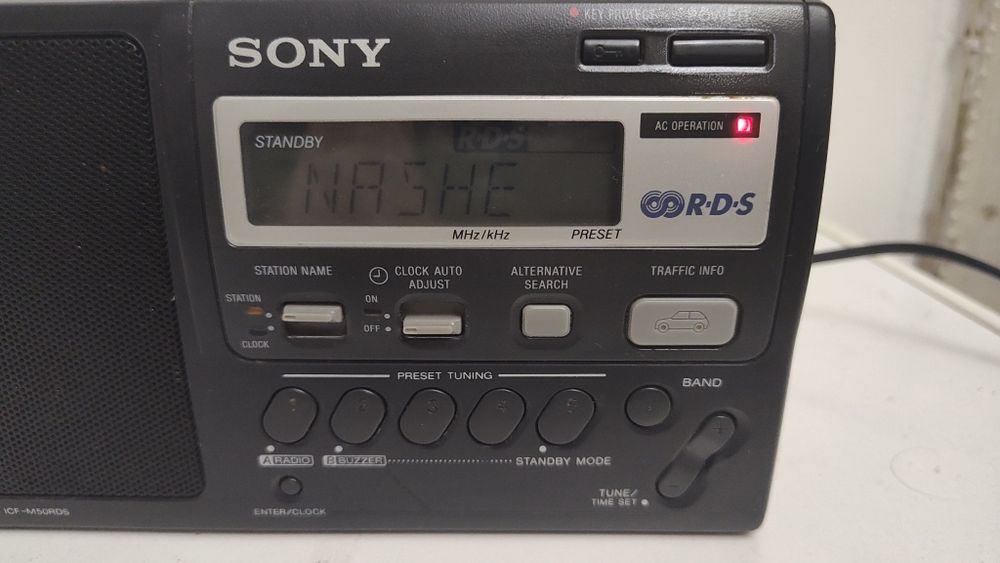 KEY PROTECT
SONY
AC OPERATION
STANDBY
R·D·S
NASHE
R·D·S
MHz/kHz PRESET
STATION NAME
CLOCK AUTO
ADJUST
ALTERNATIVE
SEARCH
TRAFFIC INFO
STATION
CLOCK
ON
OFF
PRESET TUNING
BAND
A RADIO
B BUZZER
STANDBY MODE
TUNE/
TIME SET
ENTER/CLOCK
ICF-M50RDS